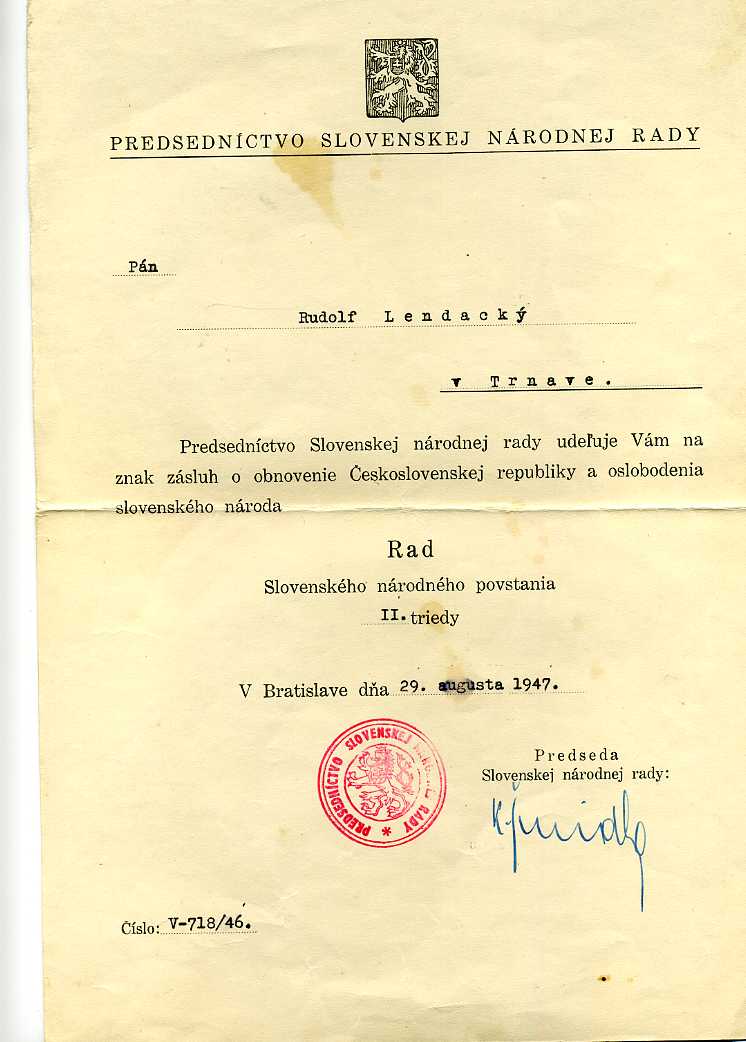 PREDSEDNÍCTVO SLOVENSKEJ NÁRODNEJ RADY
Pán
Rudolf Lendacký
v Trnave.
Predsedníctvo Slovenskej národnej rady udeľuje Vám na
znak zásluh o obnovenie Československej republiky a oslobodenia
slovenského národa
Rad
Slovenského národného povstania
II. triedy
V Bratislave dňa 29. augusta 1947.
PREDSEDNÍCTVO SLOVENSKEJ NÁRODNEJ RADY *
Predseda
Slovenskej národnej rady:
Číslo: V-718/46.